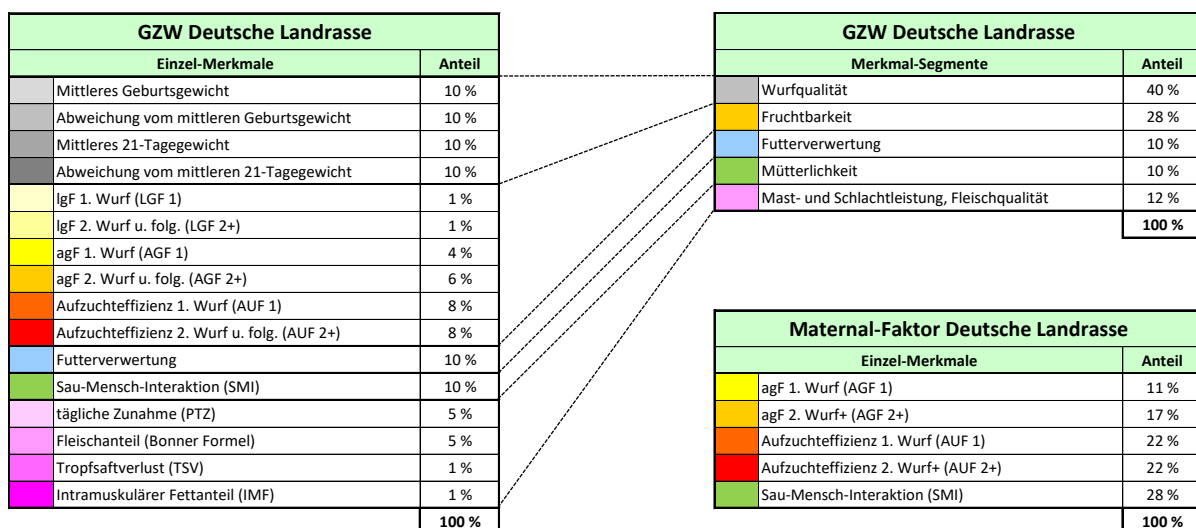 GZW Deutsche Landrasse
Einzel-Merkmale Anteil
Mittleres Geburtsgewicht 10 %
Abweichung vom mittleren Geburtsgewicht 10 %
Mittleres 21-Tagegewicht 10 %
Abweichung vom mittleren 21-Tagegewicht 10 %
lgF 1. Wurf (LGF 1) 1 %
lgF 2. Wurf u. folg. (LGF 2+) 1 %
agF 1. Wurf (AGF 1) 4 %
agF 2. Wurf u. folg. (AGF 2+) 6 %
Aufzuchteffizienz 1. Wurf (AUF 1) 8 %
Aufzuchteffizienz 2. Wurf u. folg. (AUF 2+) 8 %
Futterverwertung 10 %
Sau-Mensch-Interaktion (SMI) 10 %
tägliche Zunahme (PTZ) 5 %
Fleischanteil (Bonner Formel) 5 %
Tropfsaftverlust (TSV) 1 %
Intramuskulärer Fettanteil (IMF) 1 %
100 %
GZW Deutsche Landrasse
Merkmal-Segmente Anteil
Wurfqualität 40 %
Fruchtbarkeit 28 %
Futterverwertung 10 %
Mütterlichkeit 10 %
Mast- und Schlachtleistung, Fleischqualität 12 %
100 %
Maternal-Faktor Deutsche Landrasse
Einzel-Merkmale Anteil
agF 1. Wurf (AGF 1) 11 %
agF 2. Wurf+ (AGF 2+) 17 %
Aufzuchteffizienz 1. Wurf (AUF 1) 22 %
Aufzuchteffizienz 2. Wurf+ (AUF 2+) 22 %
Sau-Mensch-Interaktion (SMI) 28 %
100 %